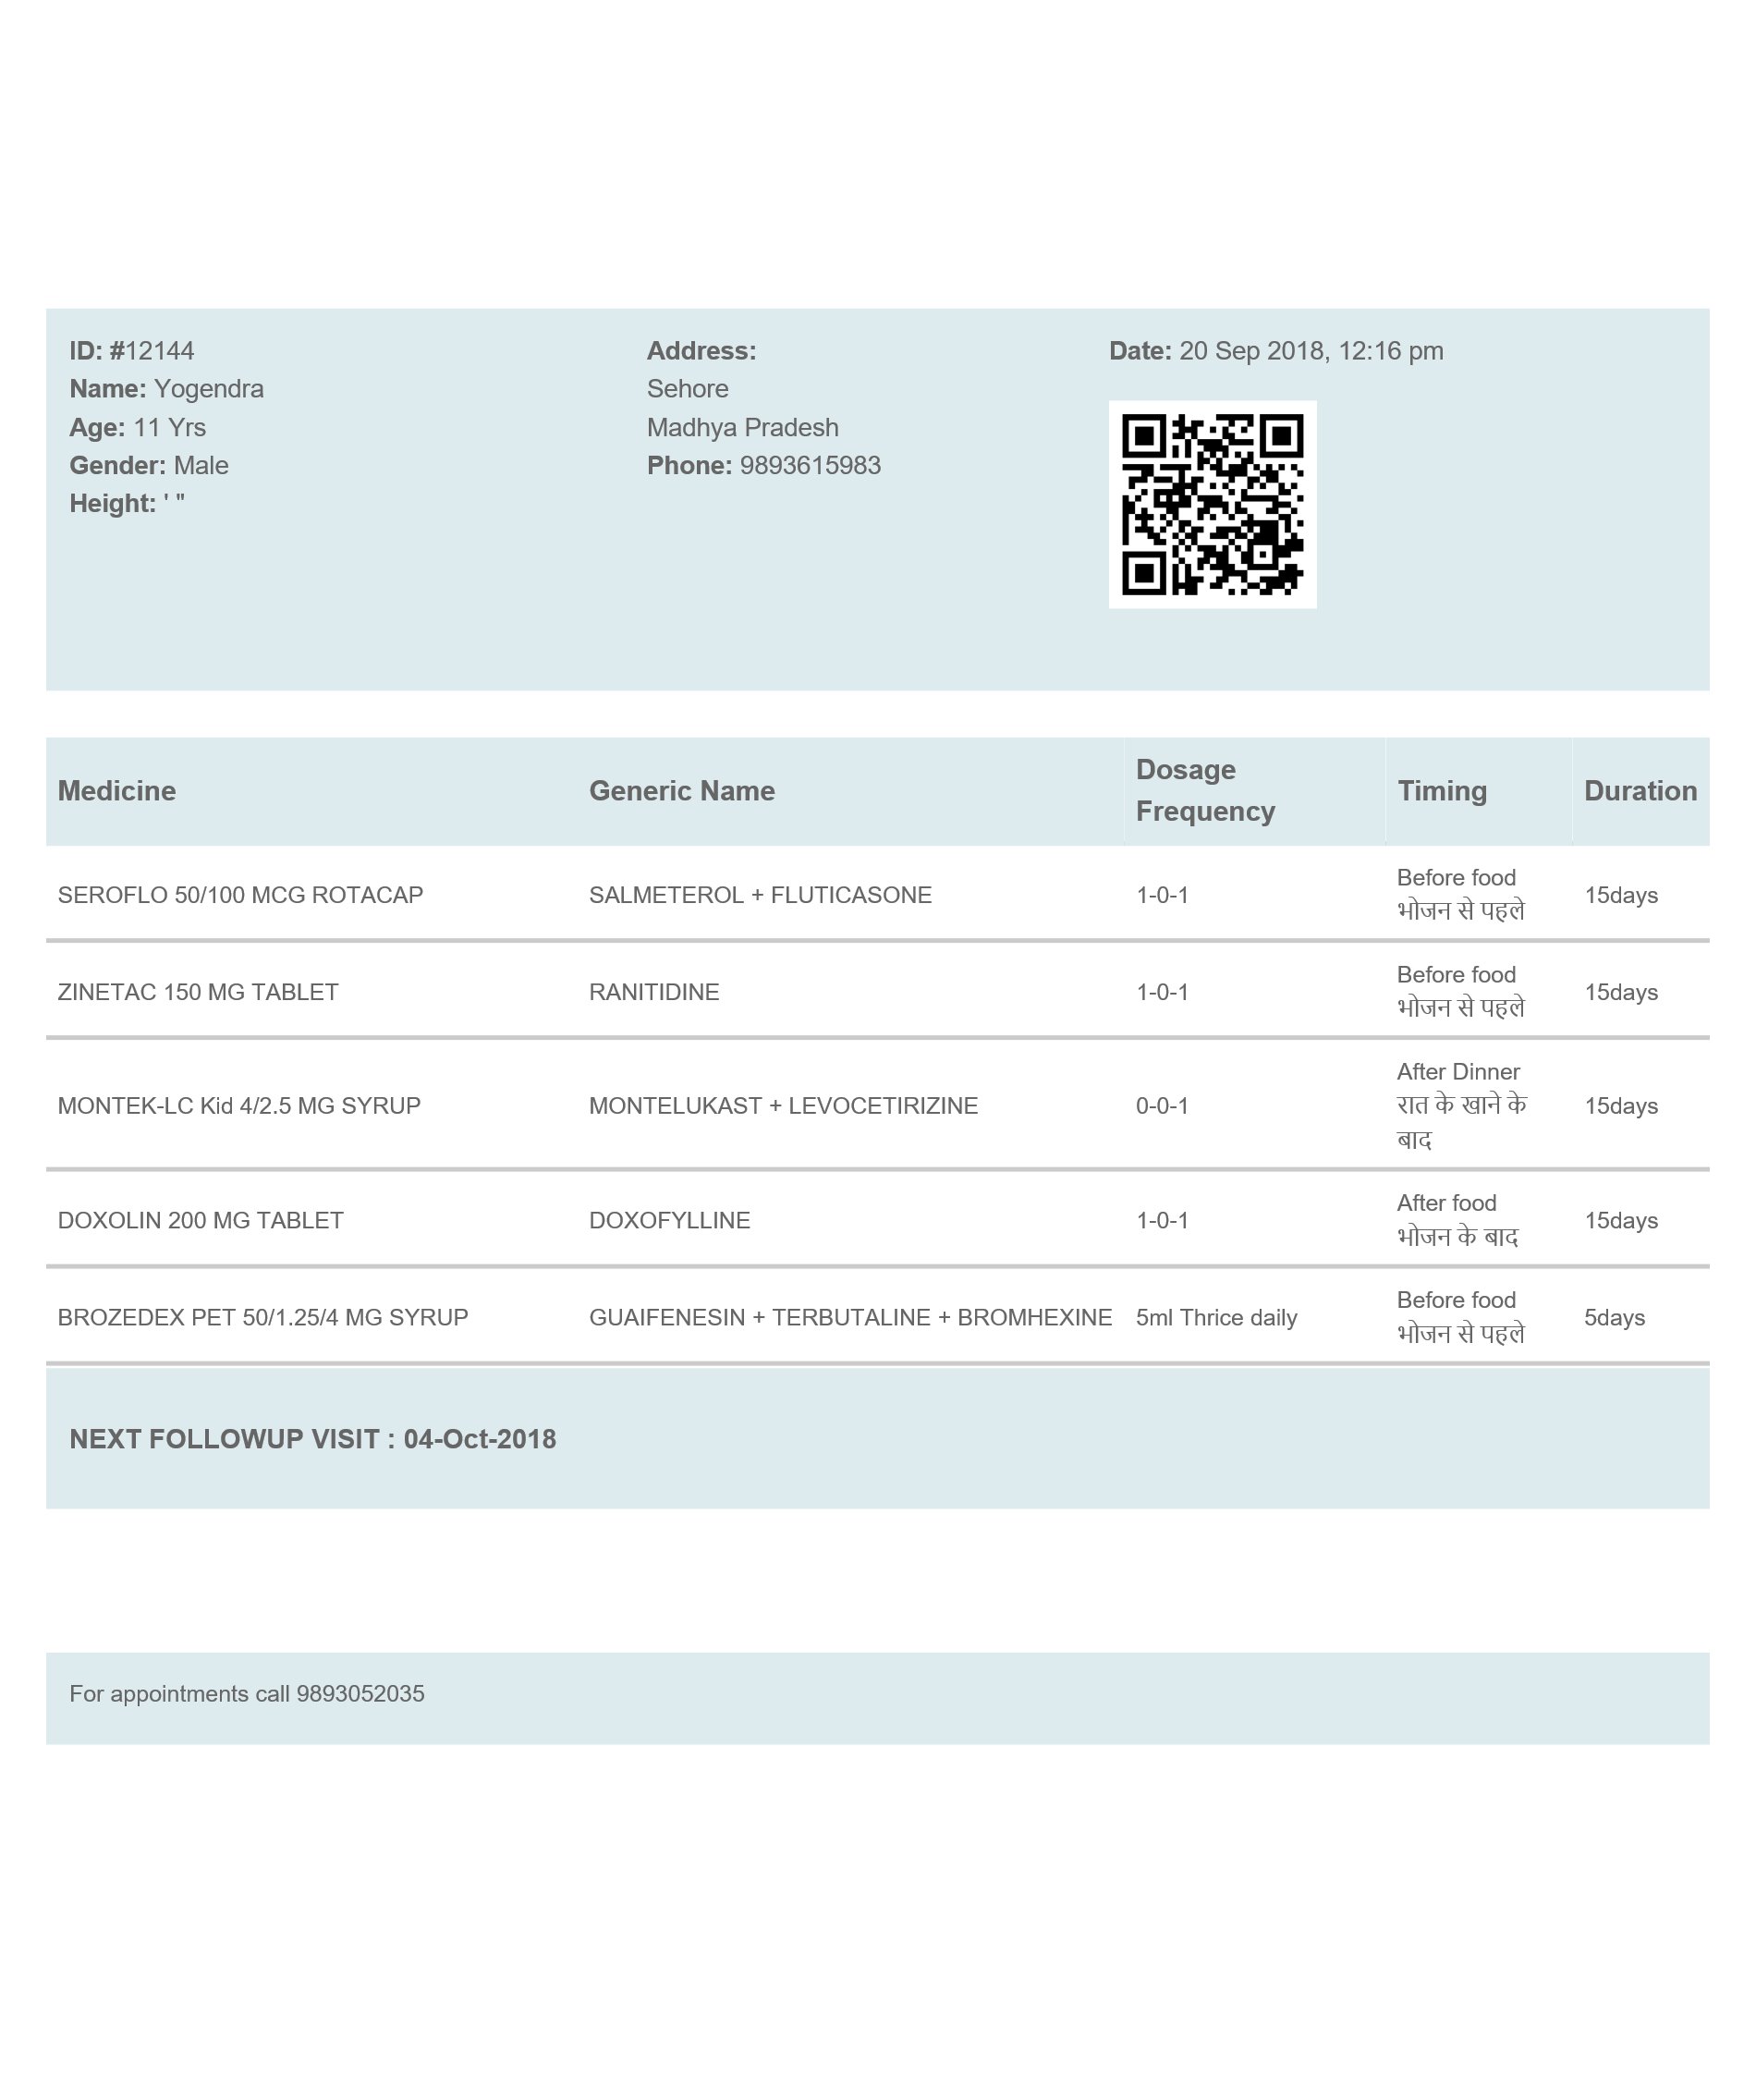 ID: #12144
Name: Yogendra
Age: 11 Yrs
Gender: Male
Height: ' "
Address:
Sehore
Madhya Pradesh
Phone: 9893615983
Date: 20 Sep 2018, 12:16 pm
Medicine Generic Name Dosage Frequency Timing Duration
SEROFLO 50/100 MCG ROTACAP SALMETEROL + FLUTICASONE 1-0-1 Before food भोजन से पहले 15days
ZINETAC 150 MG TABLET RANITIDINE 1-0-1 Before food भोजन से पहले 15days
MONTEK-LC Kid 4/2.5 MG SYRUP MONTELUKAST + LEVOCETIRIZINE 0-0-1 After Dinner रात के खाने के बाद 15days
DOXOLIN 200 MG TABLET DOXOFYLLINE 1-0-1 After food भोजन के बाद 15days
BROZEDEX PET 50/1.25/4 MG SYRUP GUAIFENESIN + TERBUTALINE + BROMHEXINE 5ml Thrice daily Before food भोजन से पहले 5days
NEXT FOLLOWUP VISIT : 04-Oct-2018
For appointments call 9893052035